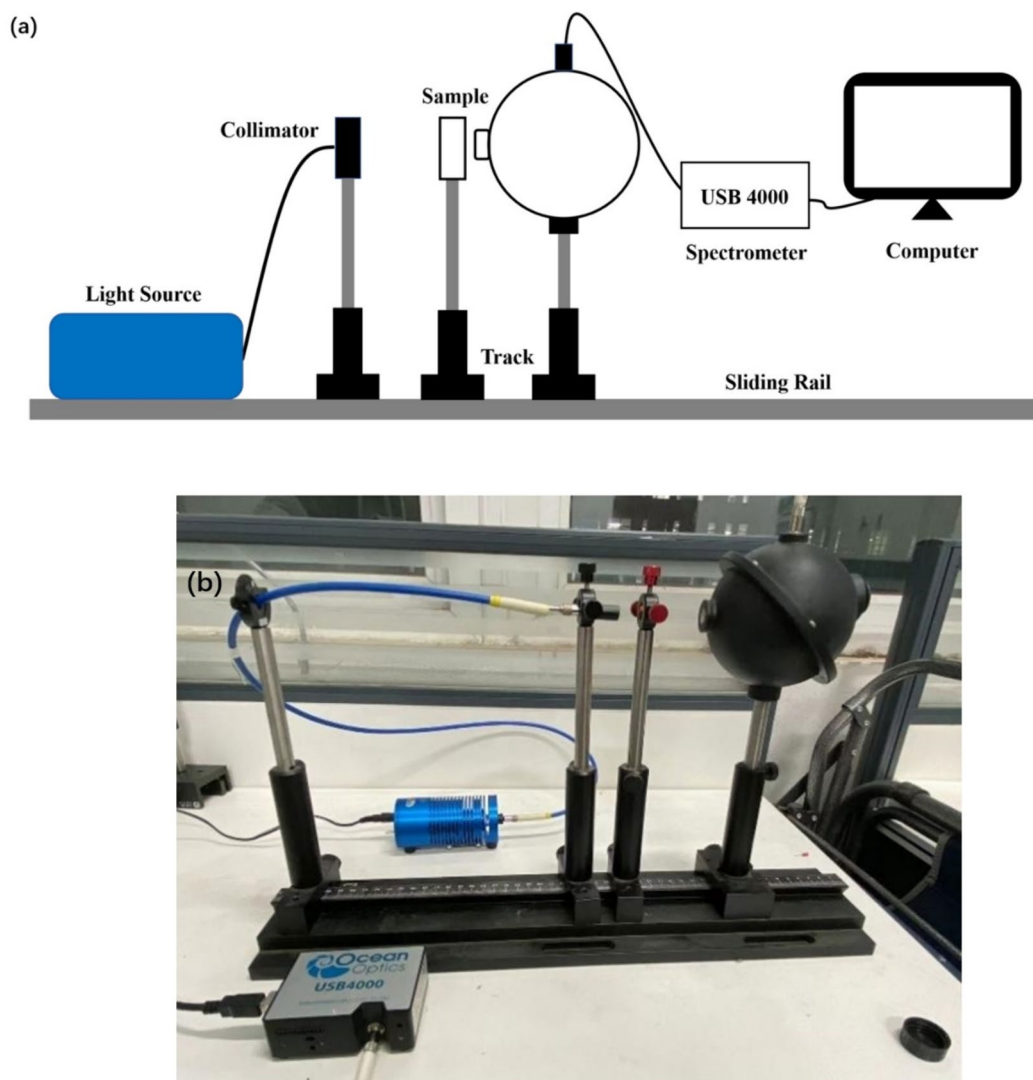 (a)
Sample
Collimator
USB 4000
Spectrometer
Computer
Light Source
Track
Sliding Rail
(b)
Ocean
Optics
USB4000